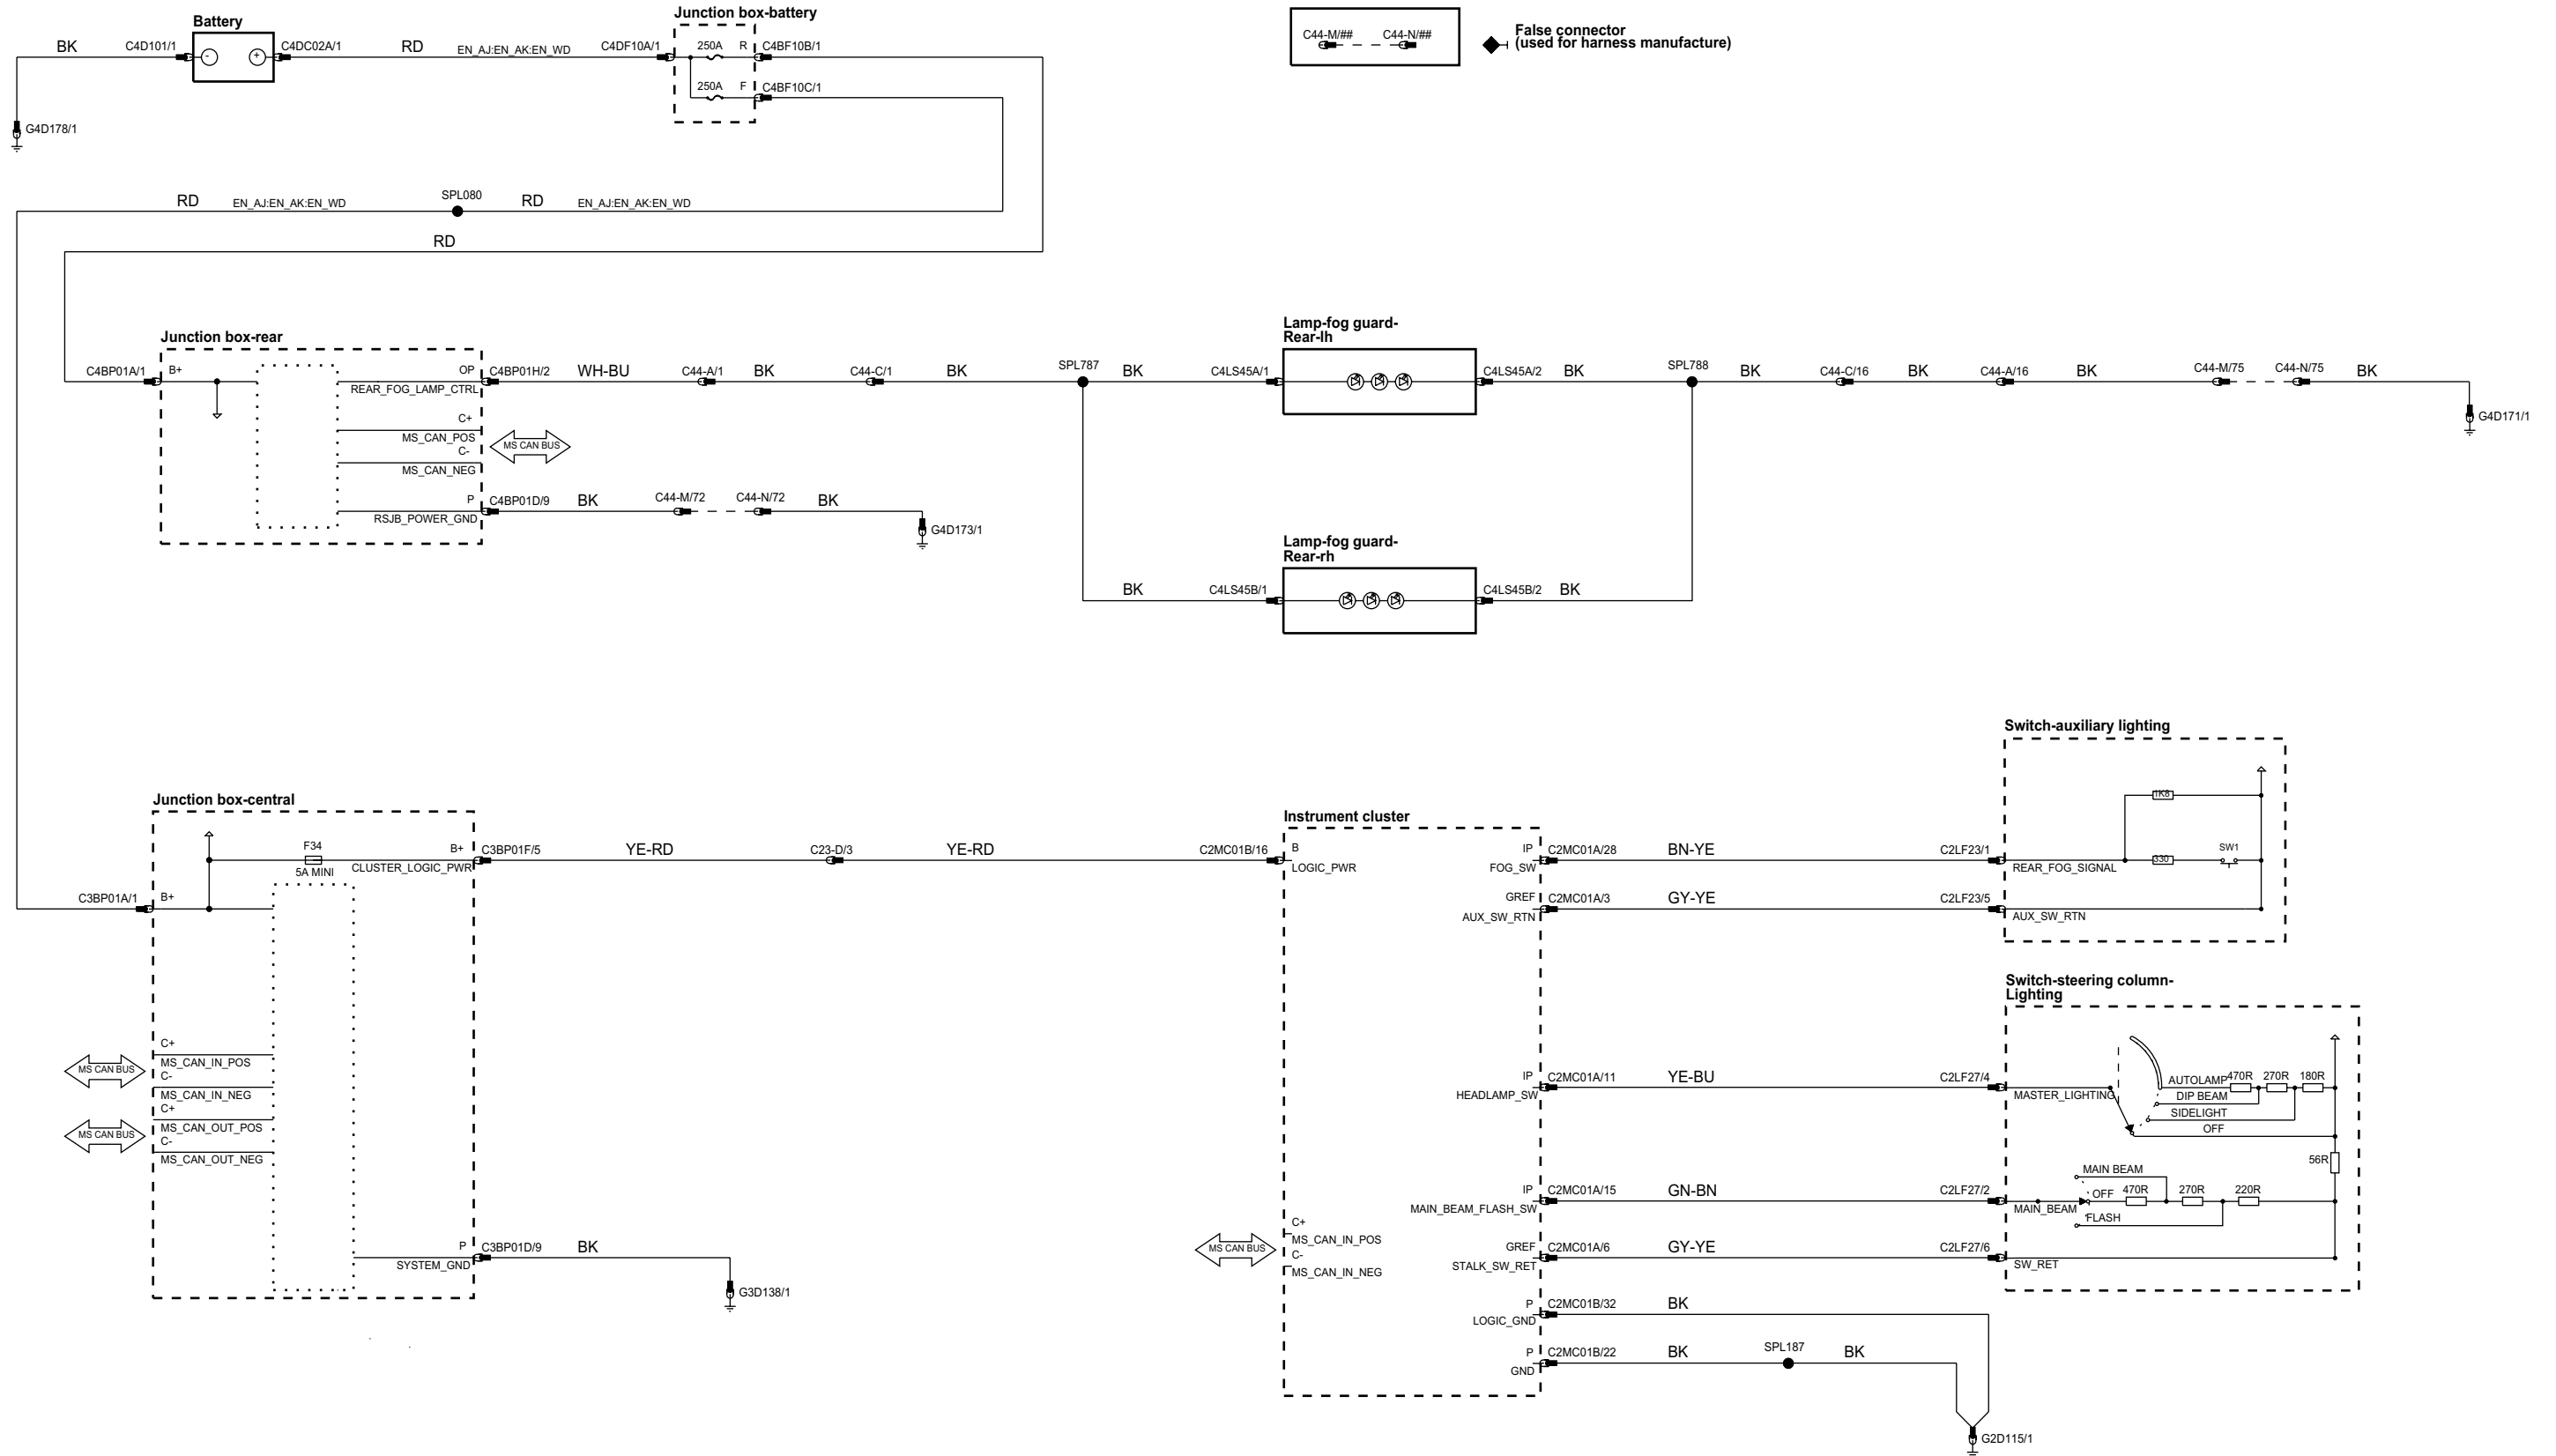 Battery
Junction box-battery
BK
C4D101/1
-
+
C4DC02A/1
RD
EN_AJ:EN_AK:EN_WD
C4DF10A/1
250A
R
C4BF10B/1
250A
F
C4BF10C/1
G4D178/1
C44-M/##
C44-N/##
False connector
(used for harness manufacture)
RD
EN_AJ:EN_AK:EN_WD
SPL080
RD
EN_AJ:EN_AK:EN_WD
RD
Junction box-rear
C4BP01A/1
B+
OP
REAR_FOG_LAMP_CTRL
C4BP01H/2
WH-BU
C44-A/1
BK
C44-C/1
BK
SPL787
BK
C4LS45A/1
Lamp-fog guard-
Rear-lh
C4LS45A/2
BK
SPL788
BK
C44-C/16
BK
C44-A/16
BK
C44-M/75
C44-N/75
BK
G4D171/1
C+
MS_CAN_POS
C-
MS_CAN_NEG
MS CAN BUS
P
RSJB_POWER_GND
C4BP01D/9
BK
C44-M/72
C44-N/72
BK
G4D173/1
Lamp-fog guard-
Rear-rh
BK
C4LS45B/1
C4LS45B/2
BK
Junction box-central
F34
5A MINI
B+
CLUSTER_LOGIC_PWR
C3BP01F/5
YE-RD
C23-D/3
YE-RD
C2MC01B/16
C3BP01A/1
B+
C+
MS_CAN_IN_POS
C-
MS_CAN_IN_NEG
MS CAN BUS
C+
MS_CAN_OUT_POS
C-
MS_CAN_OUT_NEG
MS CAN BUS
P
SYSTEM_GND
C3BP01D/9
BK
G3D138/1
Instrument cluster
B
LOGIC_PWR
IP
FOG_SW
C2MC01A/28
BN-YE
C2LF23/1
GREF
AUX_SW_RTN
C2MC01A/3
GY-YE
C2LF23/5
Switch-auxiliary lighting
1K8
REAR_FOG_SIGNAL
330
SW1
AUX_SW_RTN
Switch-steering column-
Lighting
IP
HEADLAMP_SW
C2MC01A/11
YE-BU
C2LF27/4
MASTER_LIGHTING
AUTOLAMP
470R
270R
180R
DIP BEAM
SIDELIGHT
OFF
56R
IP
MAIN_BEAM_FLASH_SW
C2MC01A/15
GN-BN
C2LF27/2
MAIN_BEAM
MAIN BEAM
OFF
470R
270R
220R
FLASH
C+
MS_CAN_IN_POS
C-
MS_CAN_IN_NEG
MS CAN BUS
GREF
STALK_SW_RET
C2MC01A/6
GY-YE
C2LF27/6
SW_RET
P
LOGIC_GND
C2MC01B/32
BK
P
GND
C2MC01B/22
BK
SPL187
BK
G2D115/1